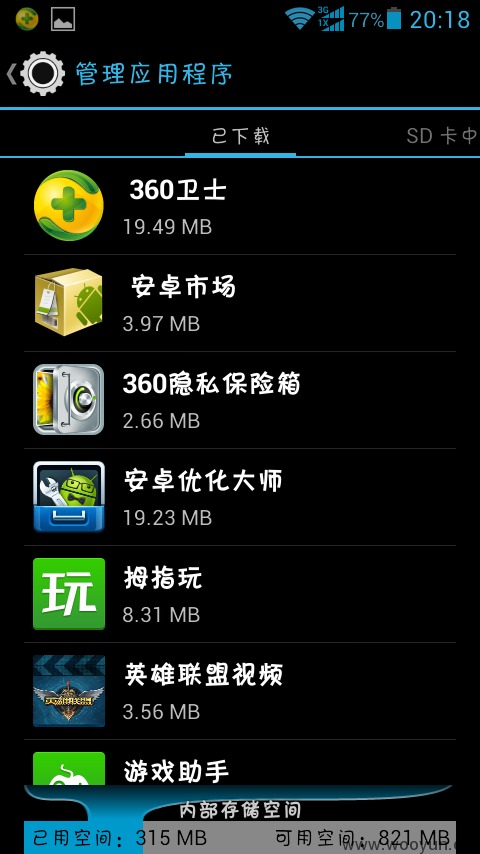 3G
1X
77%
20:18
管理应用程序
已下载
SD 卡中
360卫士
19.49 MB
安卓市场
3.97 MB
360隐私保险箱
2.66 MB
安卓优化大师
19.23 MB
玩
拇指玩
8.31 MB
英雄联盟视频
3.56 MB
英雄联盟
游戏助手
内部存储空间
已用空间：315 MB
可用空间：821 MB
www.wooyun.